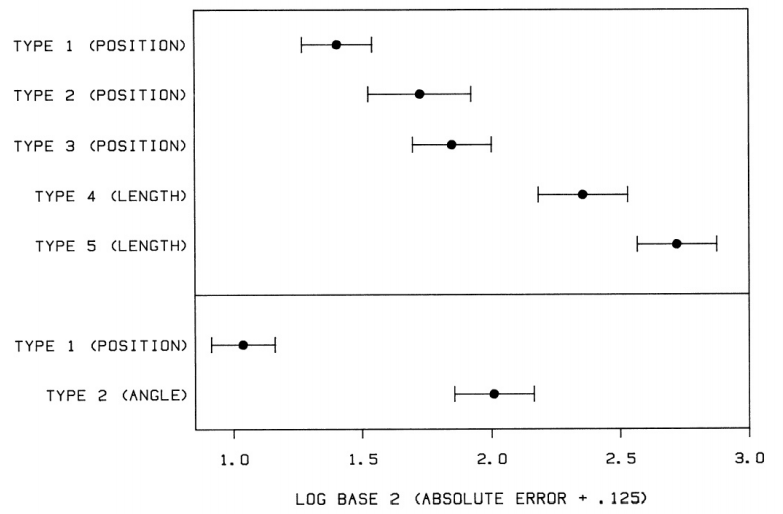 TYPE 1 (POSITION)
TYPE 2 (POSITION)
TYPE 3 (POSITION)
TYPE 4 (LENGTH)
TYPE 5 (LENGTH)
TYPE 1 (POSITION)
TYPE 2 (ANGLE)
1.0 1.5 2.0 2.5 3.0
LOG BASE 2 (ABSOLUTE ERROR + .125)